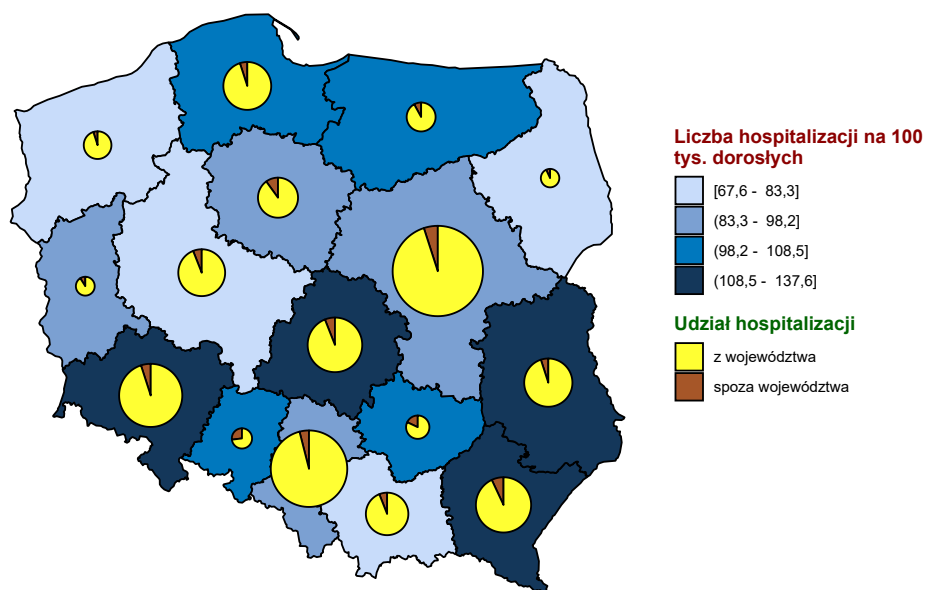 Liczba hospitalizacji na 100
tys. dorosłych
[67,6 - 83,3]
(83,3 - 98,2]
(98,2 - 108,5]
(108,5 - 137,6]
Udział hospitalizacji
z województwa
spoza województwa